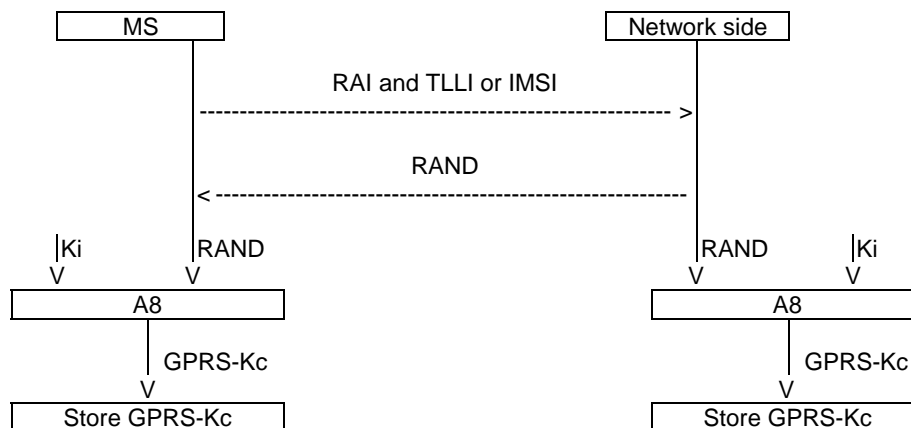 MS Network side
RAI and TLLI or IMSI
------------------------------------------------ >
RAND
< ------------------------------------------------
Ki RAND RAND Ki
V V V V
A8 A8
GPRS-Kc GPRS-Kc
V V
Store GPRS-Kc Store GPRS-Kc